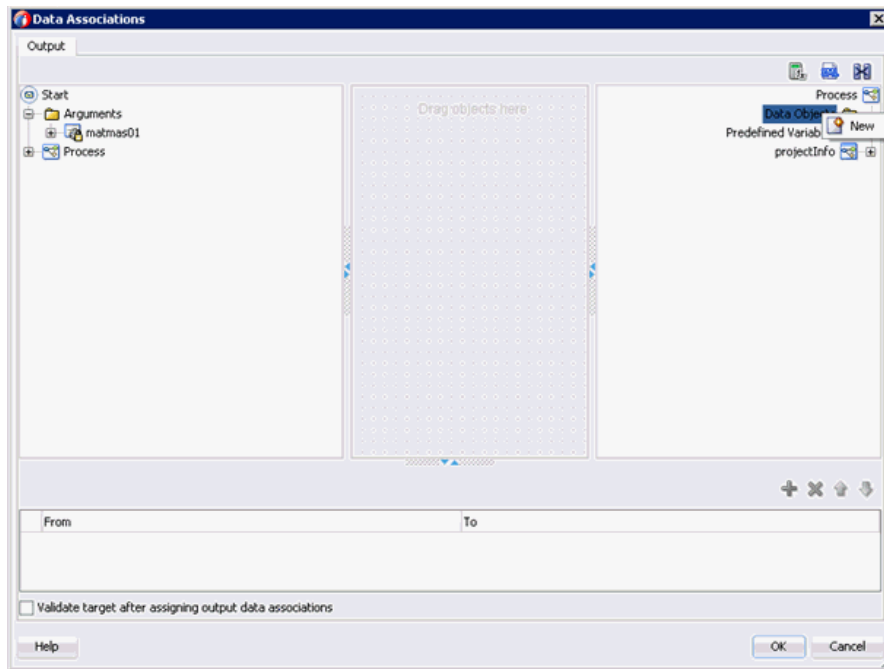 Data Associations
Output
Start
Arguments
matmas01
Process
Drag objects here
Process
Data Objects
New
Predefined Variab
projectInfo
From
To
Validate target after assigning output data associations
Help
OK
Cancel